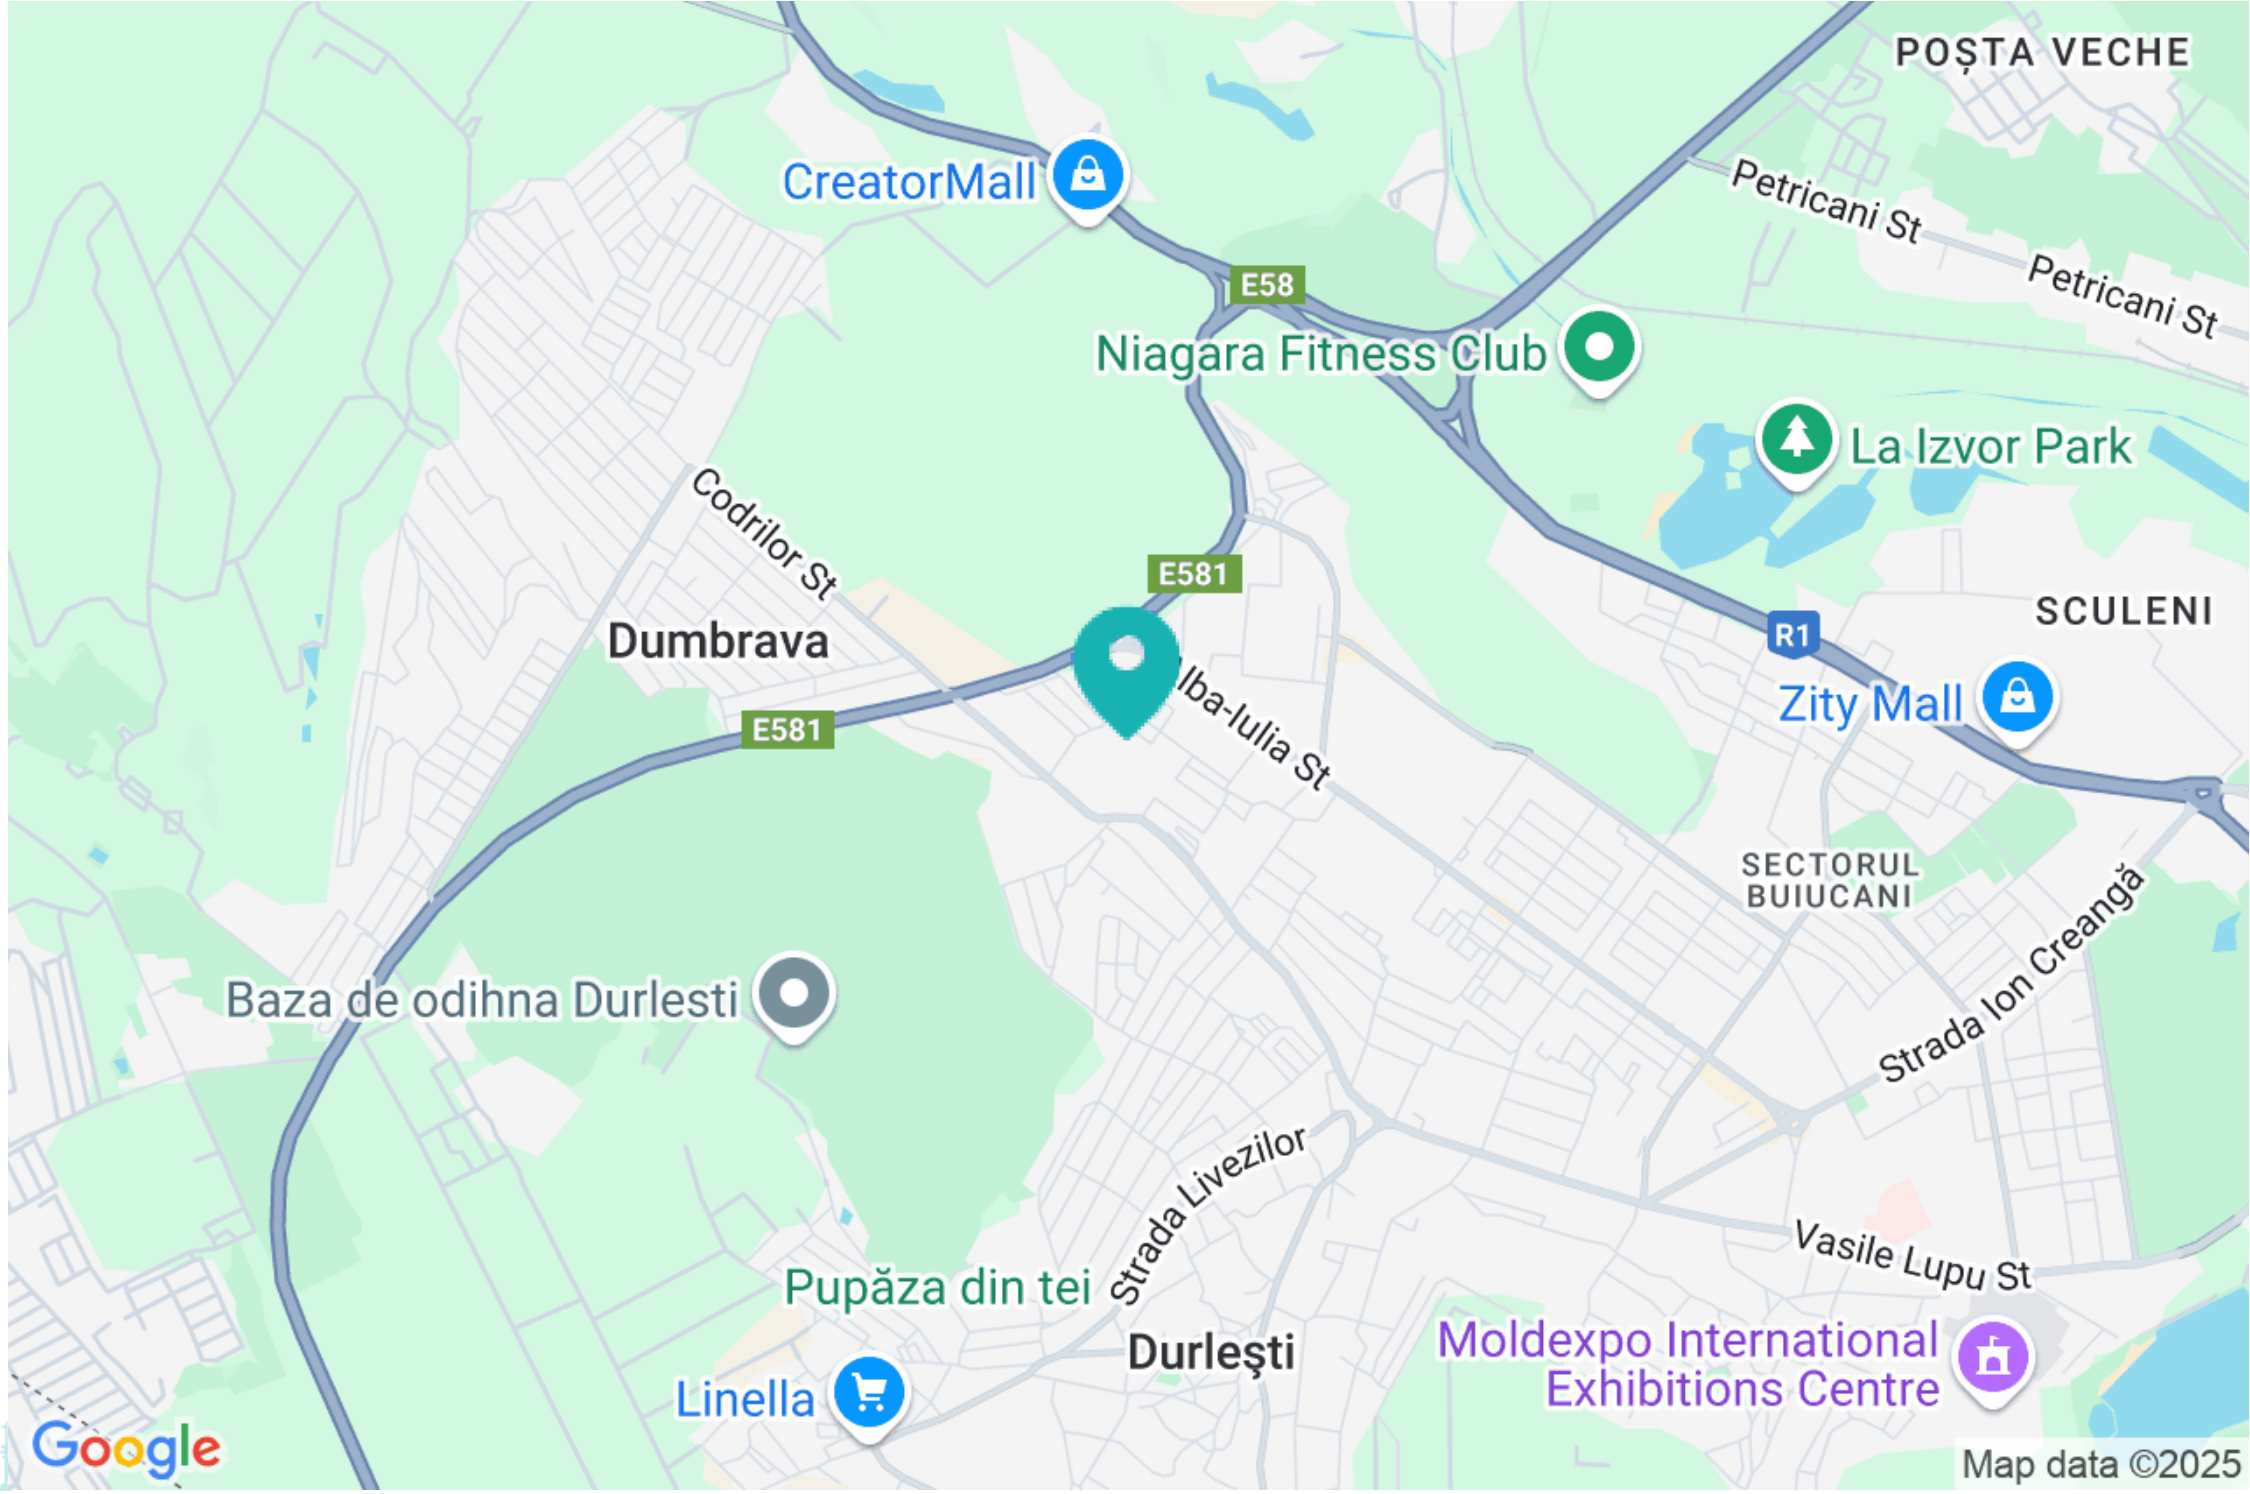 POȘTA VECHE
CreatorMall
Petricani St
Petricani St
E58
Niagara Fitness Club
La Izvor Park
Codrilor St
E581
SCULENI
R1
Dumbrava
lba-Iulia St
Zity Mall
E581
SECTORUL
BUIUCANI
Strada Ion Creangă
Baza de odihna Durlesti
Strada Livezilor
Vasile Lupu St
Pupăza din tei
Durleşti
Moldexpo International
Exhibitions Centre
Linella
Google
Map data ©2025